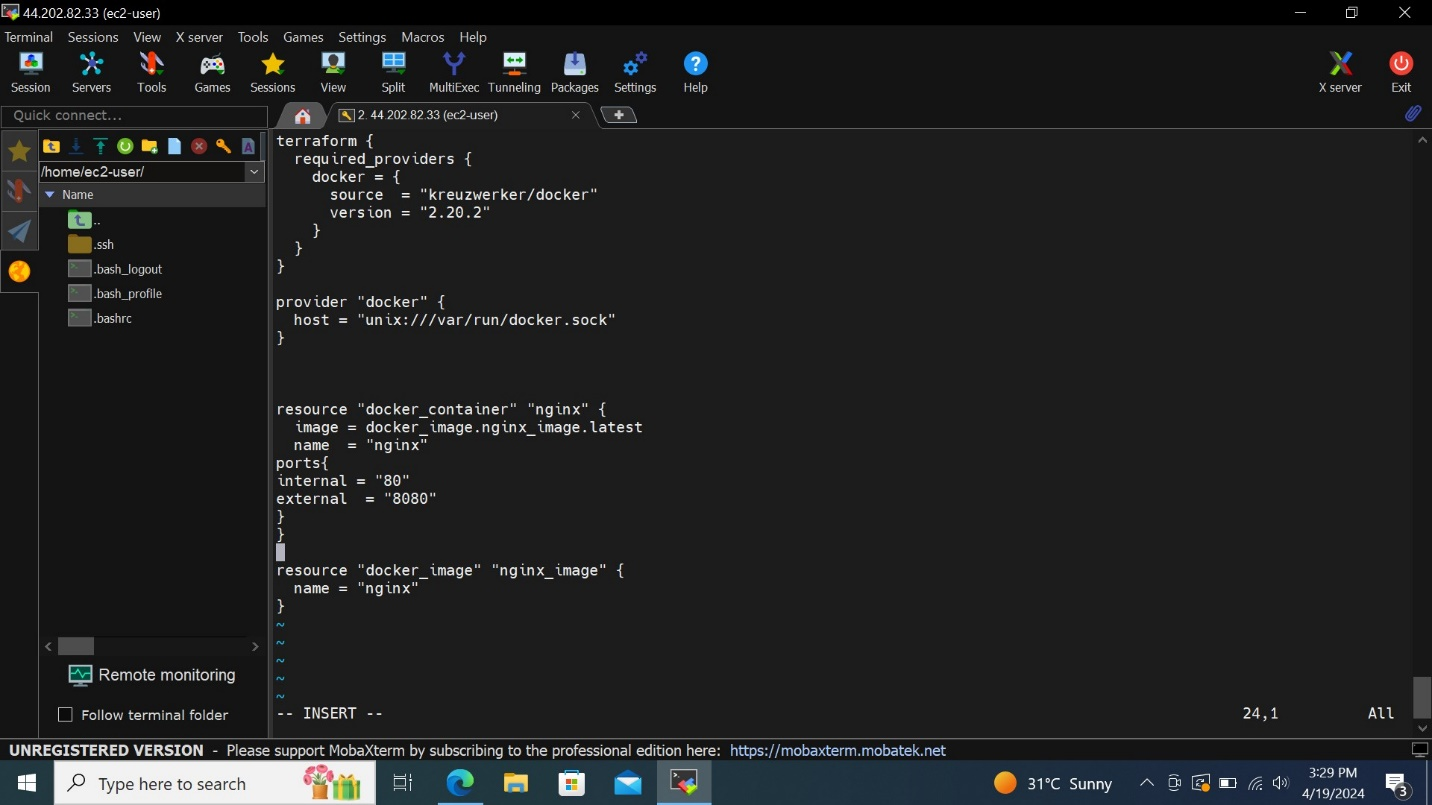 44.202.82.33 (ec2-user)
Terminal Sessions View X server Tools Games Settings Macros Help
Session Servers Tools Games Sessions View Split MultiExec Tunneling Packages Settings Help X server Exit
Quick connect...
2. 44.202.82.33 (ec2-user)
/home/ec2-user/
Name
..
.ssh
.bash_logout
.bash_profile
.bashrc
Remote monitoring
Follow terminal folder
terraform {
  required_providers {
    docker = {
      source  = "kreuzwerker/docker"
      version = "2.20.2"
    }
  }
}
provider "docker" {
  host = "unix:///var/run/docker.sock"
}
resource "docker_container" "nginx" {
  image = docker_image.nginx_image.latest
  name  = "nginx"
ports{
internal = "80"
external  = "8080"
}
}
resource "docker_image" "nginx_image" {
  name = "nginx"
}
~
~
~
~
~
-- INSERT -- 24,1 All
UNREGISTERED VERSION - Please support MobaXterm by subscribing to the professional edition here: https://mobaxterm.mobatek.net
Type here to search
31°C Sunny
3:29 PM
4/19/2024
3